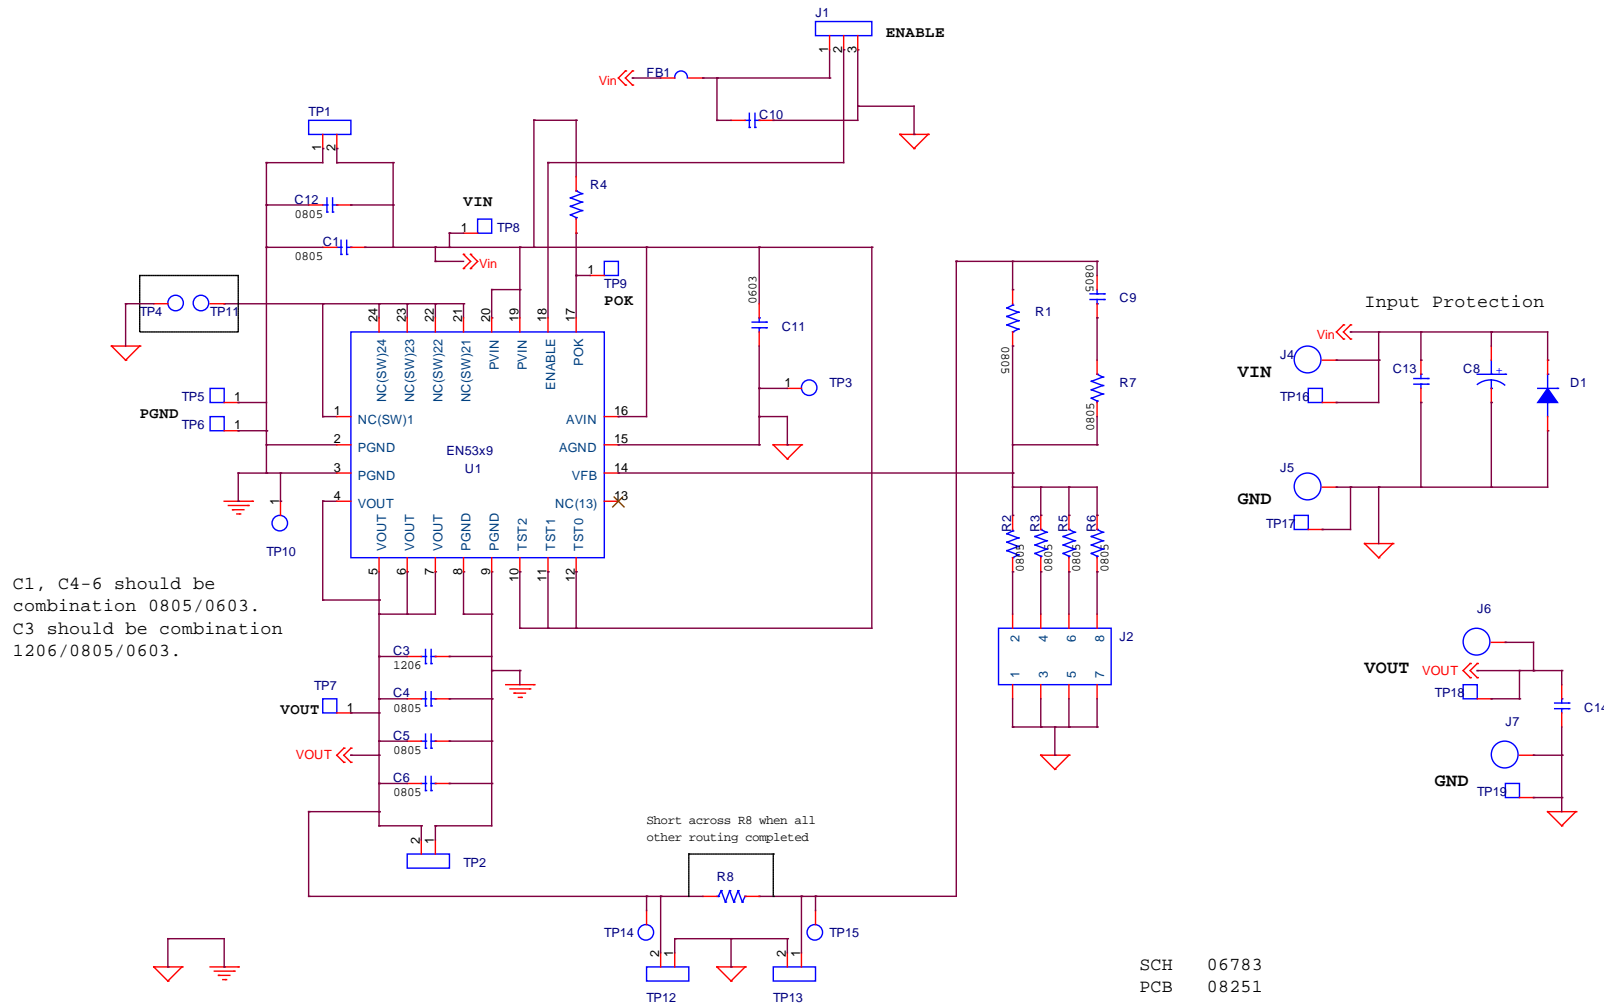 J1
ENABLE
1
2
3
Vin
FB1
C10
TP1
1
2
R4
C12
0805
VIN
1
TP8
C1
0805
Vin
1
TP9
POK
TP4
TP11
0603
C11
0805
C9
R1
0805
R7
0805
Input Protection
Vin
J4
VIN
TP16
C13
C8
+
D1
J5
GND
TP17
24
23
22
21
20
19
18
17
NC(SW)24
NC(SW)23
NC(SW)22
NC(SW)21
PVIN
PVIN
ENABLE
POK
1
TP3
TP5
1
PGND
TP6
1
1
NC(SW)1
2
PGND
3
PGND
4
VOUT
EN53x9
U1
AVIN
16
AGND
15
VFB
14
NC(13)
13
VOUT
VOUT
VOUT
PGND
PGND
TST2
TST1
TST0
5
6
7
8
9
10
11
12
1
TP10
R2
0805
R3
0805
R5
0805
R6
0805
C1, C4-6 should be
combination 0805/0603.
C3 should be combination
1206/0805/0603.
2
4
6
8
J2
1
3
5
7
C3
1206
TP7
VOUT
1
C4
0805
C5
0805
VOUT
C6
0805
2
1
TP2
J6
VOUT
VOUT
TP18
C14
J7
GND
TP19
Short across R8 when all
other routing completed
R8
TP14
TP15
2
1
TP12
2
1
TP13
SCH 06783
PCB 08251